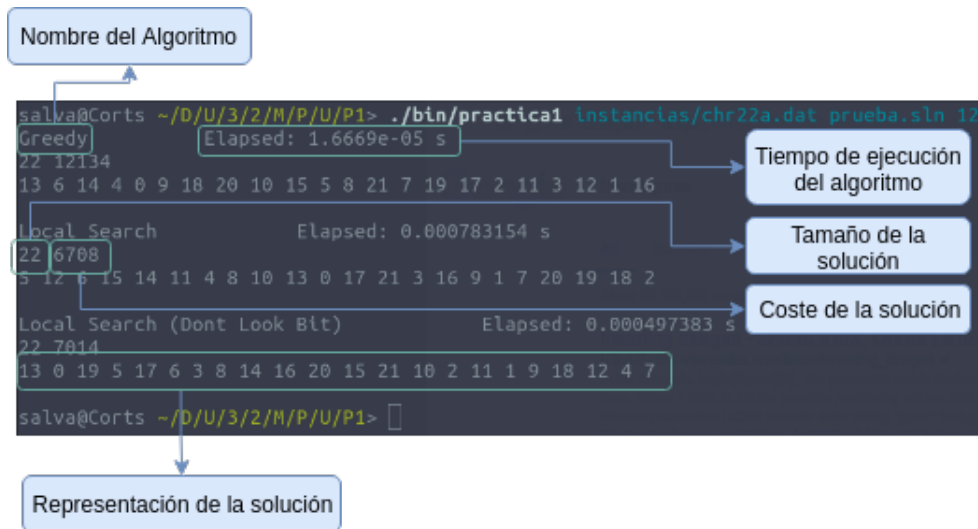 Nombre del Algoritmo
salva@Corts ~/D/U/3/2/M/P/U/P1> ./bin/practica1 instancias/chr22a.dat prueba.sln 12
Greedy Elapsed: 1.6669e-05 s
22 12134
13 6 14 4 0 9 18 20 10 15 5 8 21 7 19 17 2 11 3 12 1 16
Tiempo de ejecución
del algoritmo
Local Search Elapsed: 0.000783154 s
22 6708
5 12 6 15 14 11 4 8 10 13 0 17 21 3 16 9 1 7 20 19 18 2
Tamaño de la
solución
Coste de la solución
Local Search (Dont Look Bit) Elapsed: 0.000497383 s
22 7014
13 0 19 5 17 6 3 8 14 16 20 15 21 10 2 11 1 9 18 12 4 7
salva@Corts ~/D/U/3/2/M/P/U/P1>
Representación de la solución